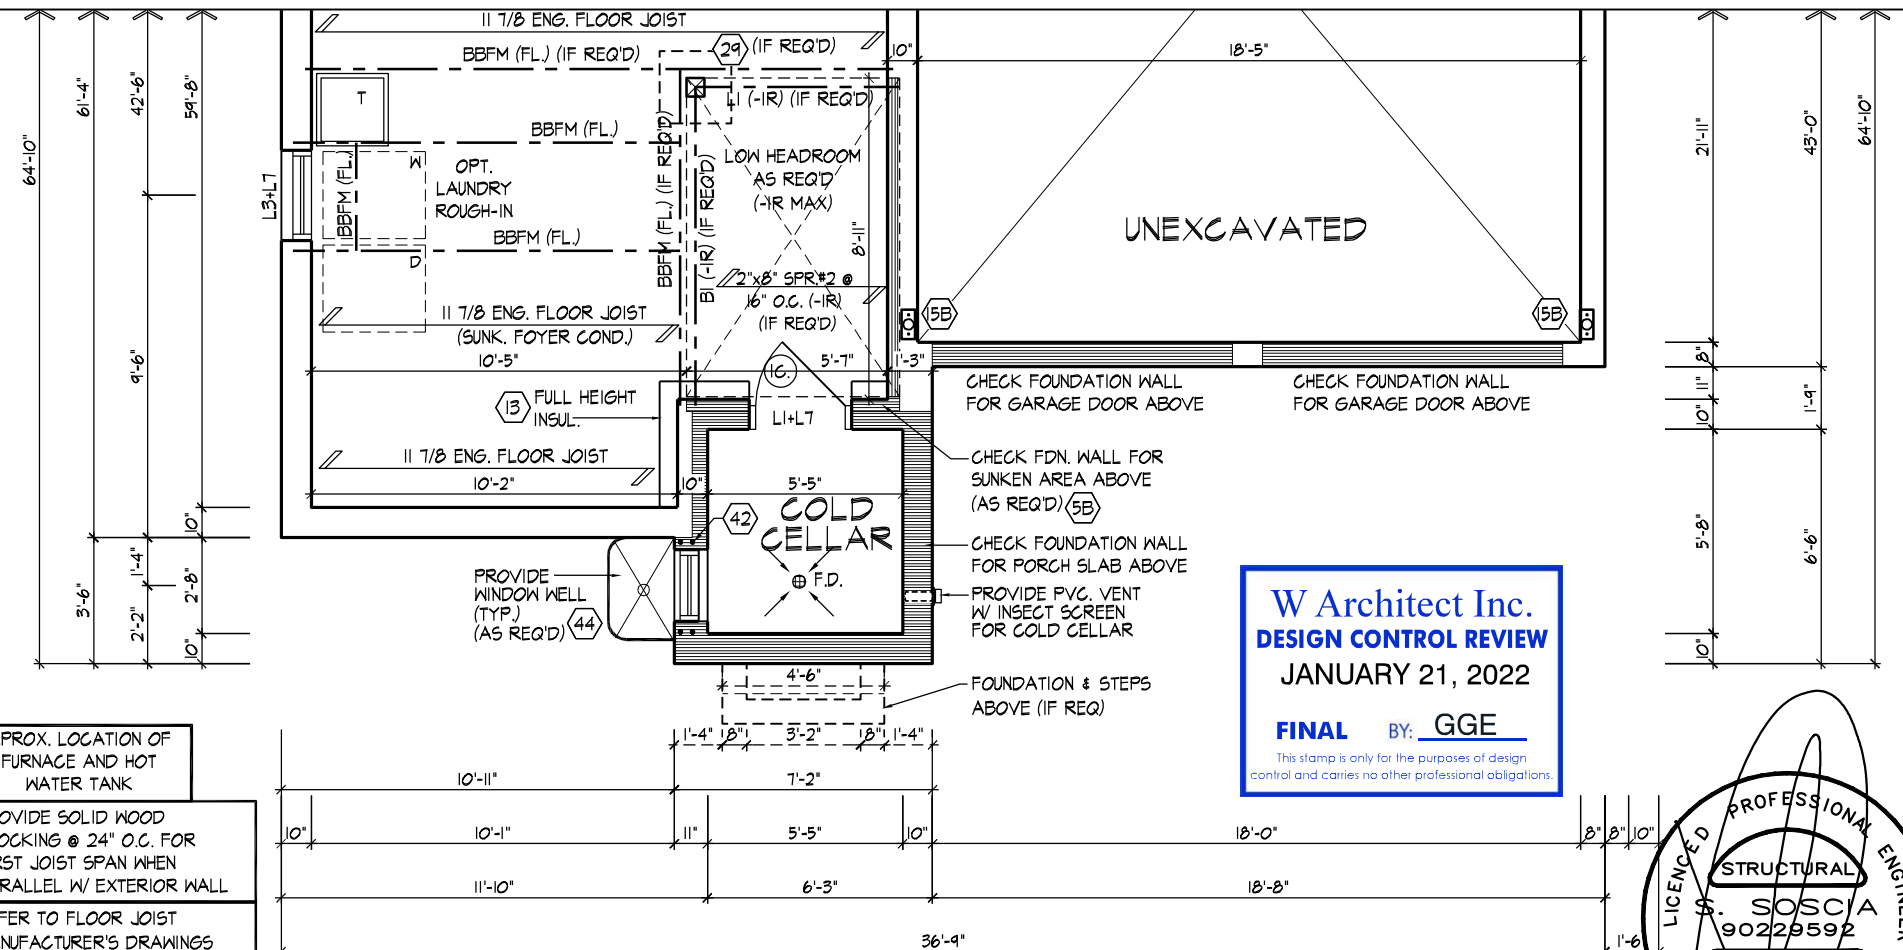 11 7/8 ENG. FLOOR JOIST
BBFM (FL.) (IF REQ'D)
29
(IF REQ'D)
10"
18'-5"
T
L1 (-1R) (IF REQ'D)
BBFM (FL.)
BBFM (FL.)
W
OPT.
LAUNDRY
ROUGH-IN
BBFM (FL.)
D
L3+L7
BBFM (FL.) (IF REQ'D)
B1 (-1R) (IF REQ'D)
LOW HEADROOM
AS REQ'D
(-1R MAX)
8'-11"
2"x8" SPR.#2 @
16" O.C. (-1R)
(IF REQ'D)
UNEXCAVATED
15B
15B
11 7/8 ENG. FLOOR JOIST
(SUNK. FOYER COND.)
10'-5"
1C.
5'-7"
1'-3"
13
FULL HEIGHT
INSUL.
L1+L7
CHECK FOUNDATION WALL
FOR GARAGE DOOR ABOVE
CHECK FOUNDATION WALL
FOR GARAGE DOOR ABOVE
11 7/8 ENG. FLOOR JOIST
10'-2"
10"
5'-5"
CHECK FDN. WALL FOR
SUNKEN AREA ABOVE
(AS REQ'D)
5B
COLD
CELLAR
42
F.D.
CHECK FOUNDATION WALL
FOR PORCH SLAB ABOVE
PROVIDE
WINDOW WELL
(TYP.)
(AS REQ'D)
44
PROVIDE PVC. VENT
W/ INSECT SCREEN
FOR COLD CELLAR
4'-6"
FOUNDATION & STEPS
ABOVE (IF REQ)
64'-10"
61'-4"
42'-6"
59'-8"
9'-6"
10"
1'-4"
2'-8"
3'-6"
2'-2"
10"
21'-11"
43'-0"
64'-10"
8"
11"
10"
1'-9"
5'-8"
6'-6"
10"
W Architect Inc.
DESIGN CONTROL REVIEW
JANUARY 21, 2022
FINAL BY: GGE
This stamp is only for the purposes of design
control and carries no other professional obligations.
1'-4" 8" 3'-2" 8" 1'-4"
10'-11" 7'-2"
10" 10'-1" 11" 5'-5" 10" 18'-0" 8" 8" 10"
11'-10" 6'-3" 18'-8"
36'-9"
1'-6
PROX. LOCATION OF
FURNACE AND HOT
WATER TANK
OVIDE SOLID WOOD
OCKING @ 24" O.C. FOR
RST JOIST SPAN WHEN
RALLEL W/ EXTERIOR WALL
FER TO FLOOR JOIST
NUFACTURER'S DRAWINGS
LICENCED PROFESSIONAL ENGINEER
STRUCTURAL
S. SOSCIA
90229592